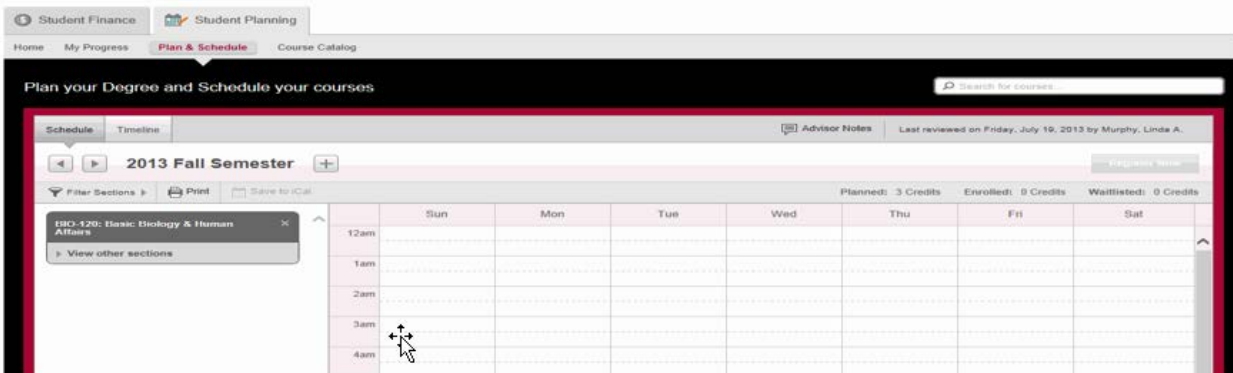 Student Finance Student Planning
Home My Progress Plan & Schedule Course Catalog
Plan your Degree and Schedule your courses Search for courses...
Schedule Timeline Advisor Notes Last reviewed on Friday, July 19, 2013 by Murphy, Linda A.
2013 Fall Semester Register Now
Filter Sections Print Save to iCal Planned: 3 Credits Enrolled: 0 Credits Waitlisted: 0 Credits
Sun Mon Tue Wed Thu Fri Sat
BIO-120: Basic Biology & Human
Affairs
View other sections
12am
1am
2am
3am
4am